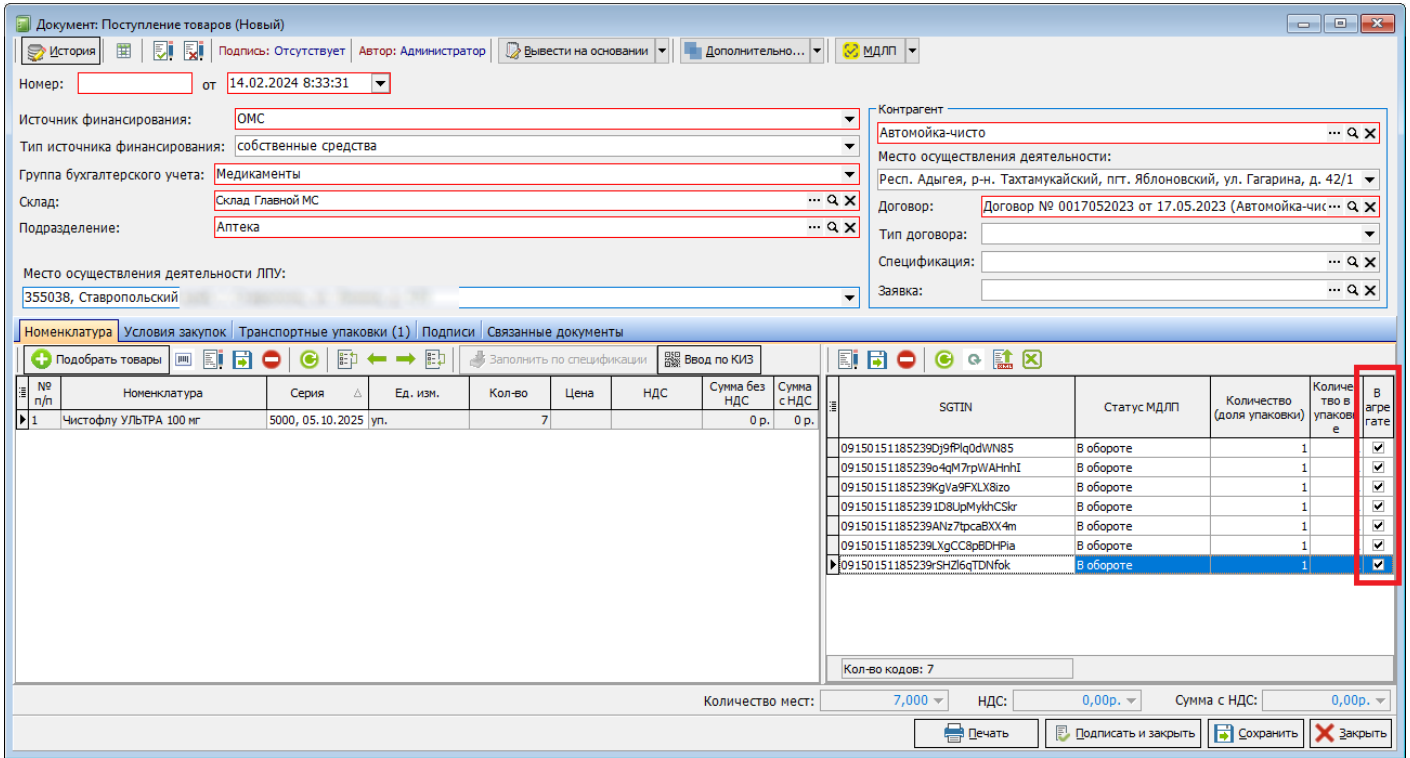 Документ: Поступление товаров (Новый)
История Подпись: Отсутствует Автор: Администратор Вывести на основании Дополнительно... МДЛП
Номер: от 14.02.2024 8:33:31
Источник финансирования: ОМС
Тип источника финансирования: собственные средства
Группа бухгалтерского учета: Медикаменты
Склад: Склад Главной МС
Подразделение: Аптека
Место осуществления деятельности ЛПУ:
355038, Ставропольский
Контрагент
Автомойка-чисто
Место осуществления деятельности:
Респ. Адыгея, р-н. Тахтамукайский, пгт. Яблоновский, ул. Гагарина, д. 42/1
Договор: Договор № 0017052023 от 17.05.2023 (Автомойка-чис
Тип договора:
Спецификация:
Заявка:
Номенклатура Условия закупок Транспортные упаковки (1) Подписи Связанные документы
Подобрать товары Заполнить по спецификации Ввод по КИЗ
№ п/п Номенклатура Серия Ед. изм. Кол-во Цена НДС Сумма без НДС Сумма с НДС
1 Чистофлу УЛЬТРА 100 мг 5000, 05.10.2025 уп. 7 0 р. 0 р.
SGTIN Статус МДЛП Количество (доля упаковки) Количе тво в упаковк е В агре гате
09150151185239Dj9fPlq0dWN85 В обороте 1
09150151185239o4qM7rpWAHnhI В обороте 1
09150151185239KgVa9FXLX8izo В обороте 1
091501511852391D8UpMykhCSkr В обороте 1
09150151185239ANz7tpcaBXX4m В обороте 1
09150151185239LXgCC8pBDHPia В обороте 1
09150151185239rSHZl6qTDNfok В обороте 1
Кол-во кодов: 7
Количество мест: 7,000 НДС: 0,00р. Сумма с НДС: 0,00р.
Печать Подписать и закрыть Сохранить Закрыть